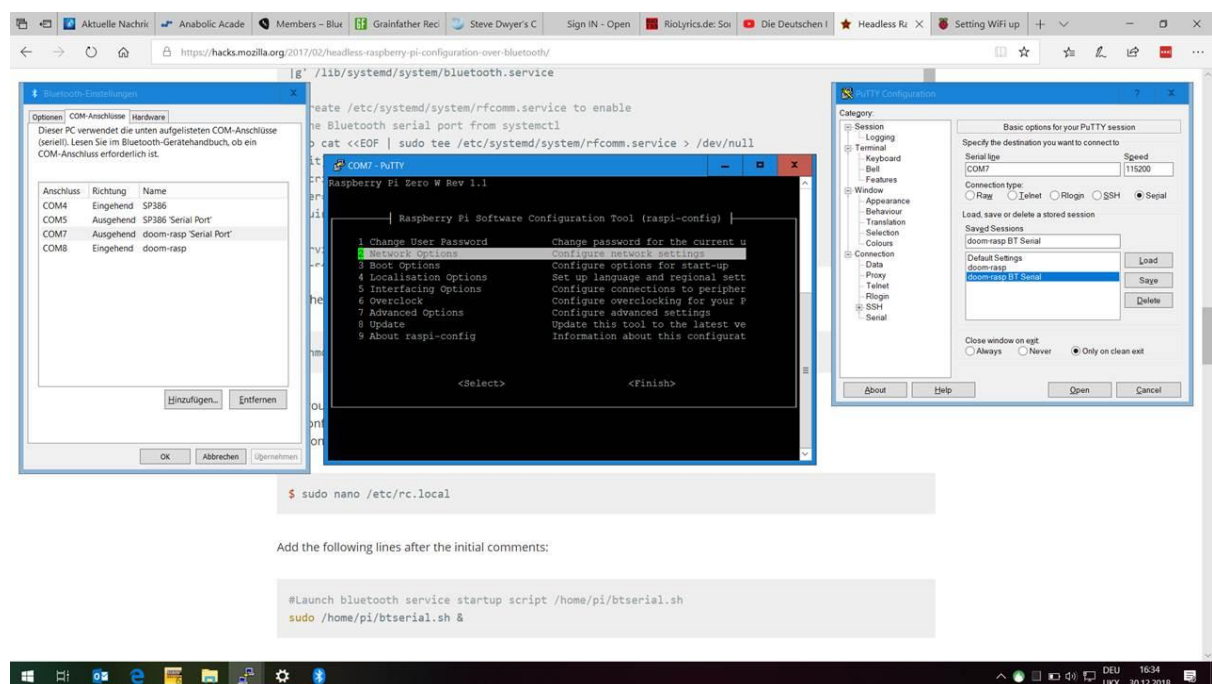 Aktuelle Nachric
Anabolic Acade
Members – Blue
Grainfather Reci
Steve Dwyer's C
Sign IN - Open
RioLyrics.de: Sou
Die Deutschen I
Headless Ra
Setting WiFi up
https://hacks.mozilla.org/2017/02/headless-raspberry-pi-configuration-over-bluetooth/
|g' /lib/systemd/system/bluetooth.service
reate /etc/systemd/system/rfcomm.service to enable
he Bluetooth serial port from systemctl
cat <<EOF | sudo tee /etc/systemd/system/rfcomm.service > /dev/null
Bluetooth-Einstellungen
Optionen COM-Anschlüsse Hardware
Dieser PC verwendet die unten aufgelisteten COM-Anschlüsse
(seriell). Lesen Sie im Bluetooth-Gerätehandbuch, ob ein
COM-Anschluss erforderlich ist.
Anschluss Richtung Name
COM4 Eingehend SP386
COM5 Ausgehend SP386 'Serial Port'
COM7 Ausgehend doom-rasp 'Serial Port'
COM8 Eingehend doom-rasp
Hinzufügen... Entfernen
OK Abbrechen Übernehmen
COM7 - PuTTY
Raspberry Pi Zero W Rev 1.1
Raspberry Pi Software Configuration Tool (raspi-config)
1 Change User Password Change password for the current u
2 Network Options Configure network settings
3 Boot Options Configure options for start-up
4 Localisation Options Set up language and regional sett
5 Interfacing Options Configure connections to peripher
6 Overclock Configure overclocking for your P
7 Advanced Options Configure advanced settings
8 Update Update this tool to the latest ve
9 About raspi-config Information about this configurat
<Select> <Finish>
PuTTY Configuration
Category:
Session
Logging
Terminal
Keyboard
Bell
Features
Window
Appearance
Behaviour
Translation
Selection
Colours
Connection
Data
Proxy
Telnet
Rlogin
SSH
Serial
Basic options for your PuTTY session
Specify the destination you want to connect to
Serial line Speed
COM7 115200
Connection type:
Raw Telnet Rlogin SSH Serial
Load, save or delete a stored session
Saved Sessions
doom-rasp BT Serial
Default Settings
doom-rasp
doom-rasp BT Serial
Load
Save
Delete
Close window on exit:
Always Never Only on clean exit
About Help Open Cancel
$ sudo nano /etc/rc.local
Add the following lines after the initial comments:
#Launch bluetooth service startup script /home/pi/btserial.sh
sudo /home/pi/btserial.sh &
DEU 16:34
UKX 30.12.2018